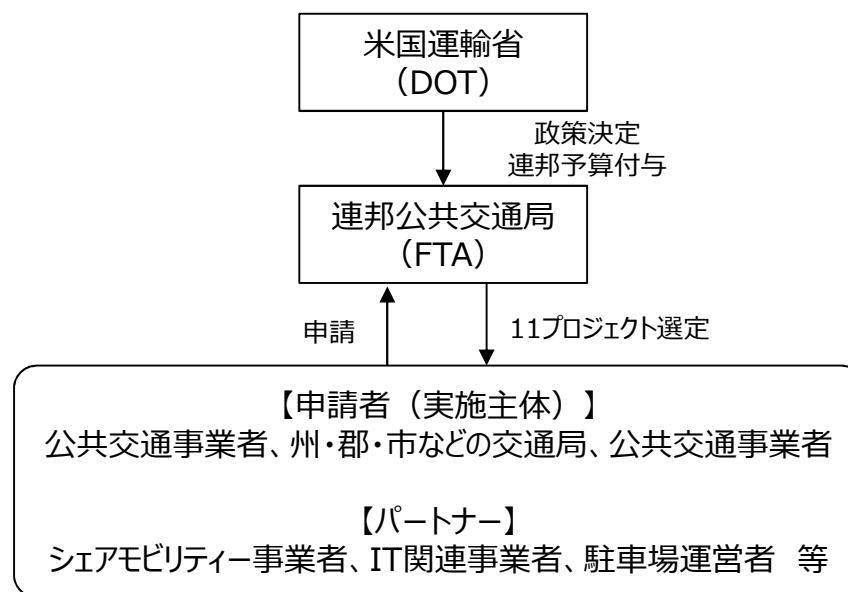 米国運輸省
（DOT）
政策決定
連邦予算付与
連邦公共交通局
（FTA）
申請
11プロジェクト選定
【申請者（実施主体）】
公共交通事業者、州・郡・市などの交通局、公共交通事業者
【パートナー】
シェアモビリティー事業者、IT関連事業者、駐車場運営者 等